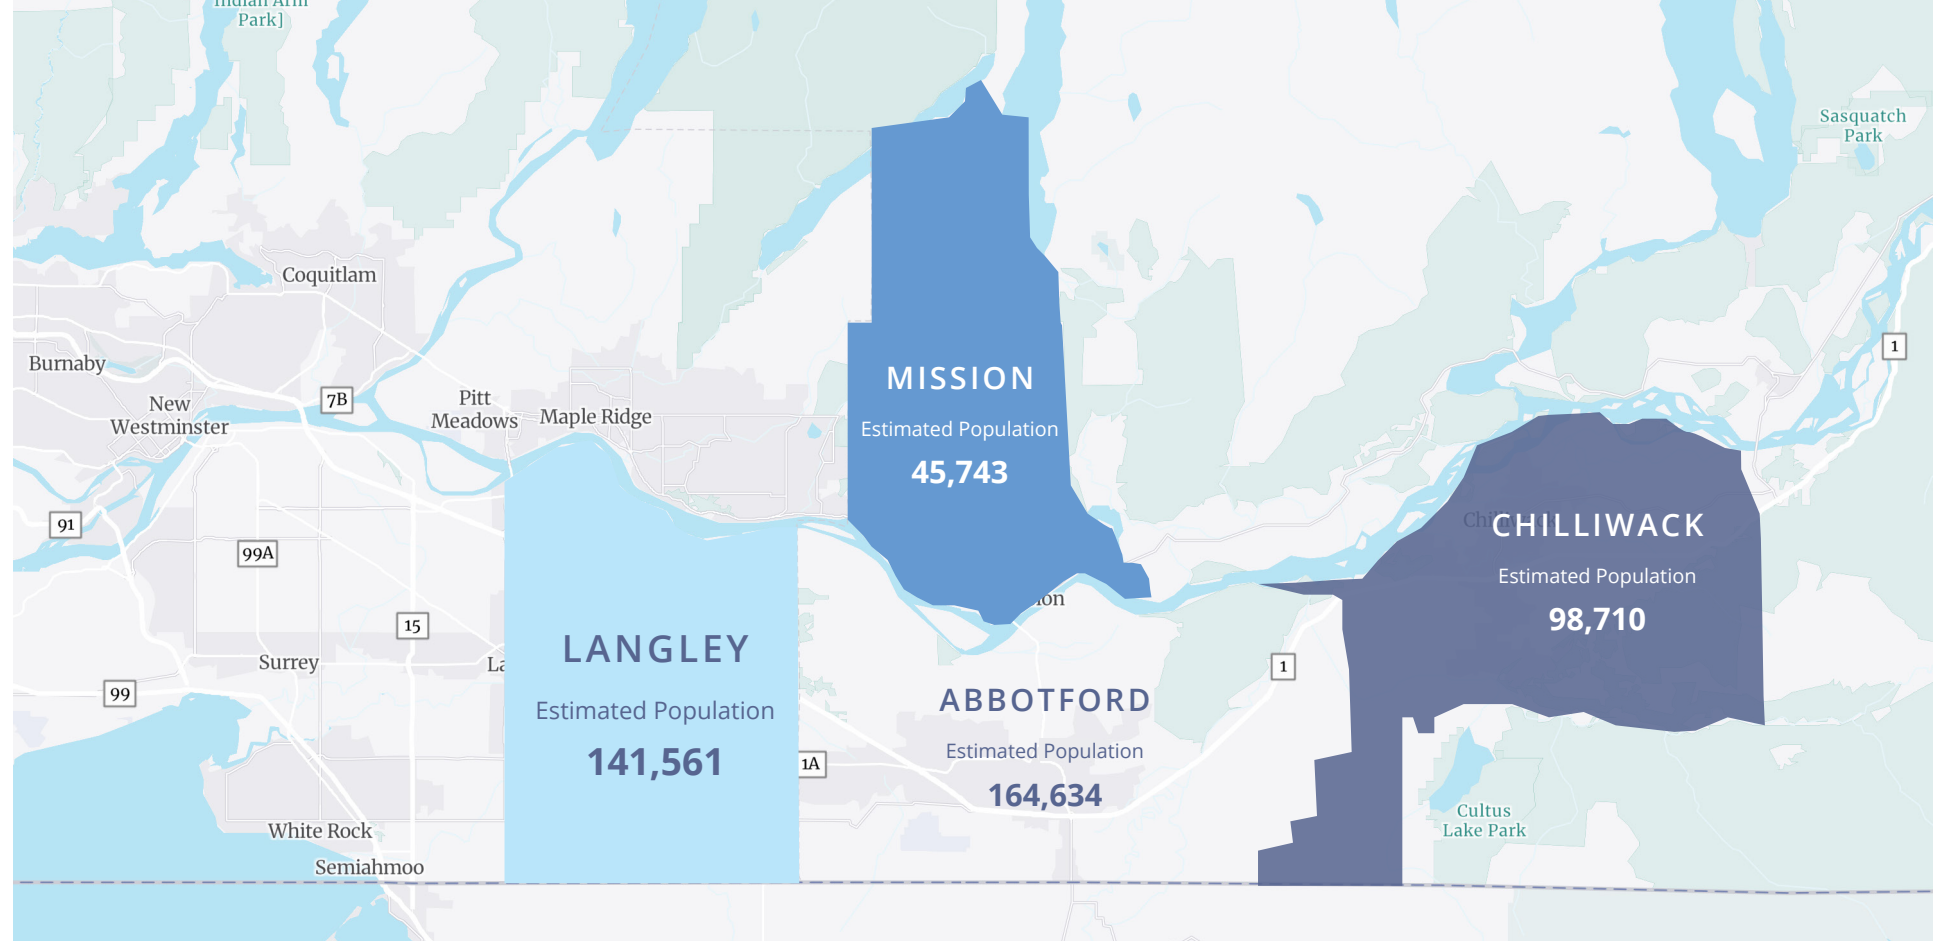 Indian Arm
Park]
Sasquatch
Park
Coquitlam
1
Burnaby
MISSION
7B
Pitt
Meadows
Maple Ridge
New
Westminster
Estimated Population
45,743
91
CHILLIWACK
99A
Estimated Population
98,710
ion
15
LANGLEY
Surrey
La
1
99
ABBOTFORD
Estimated Population
141,561
Estimated Population
1A
164,634
Cultus
Lake Park
White Rock
Semiahmoo